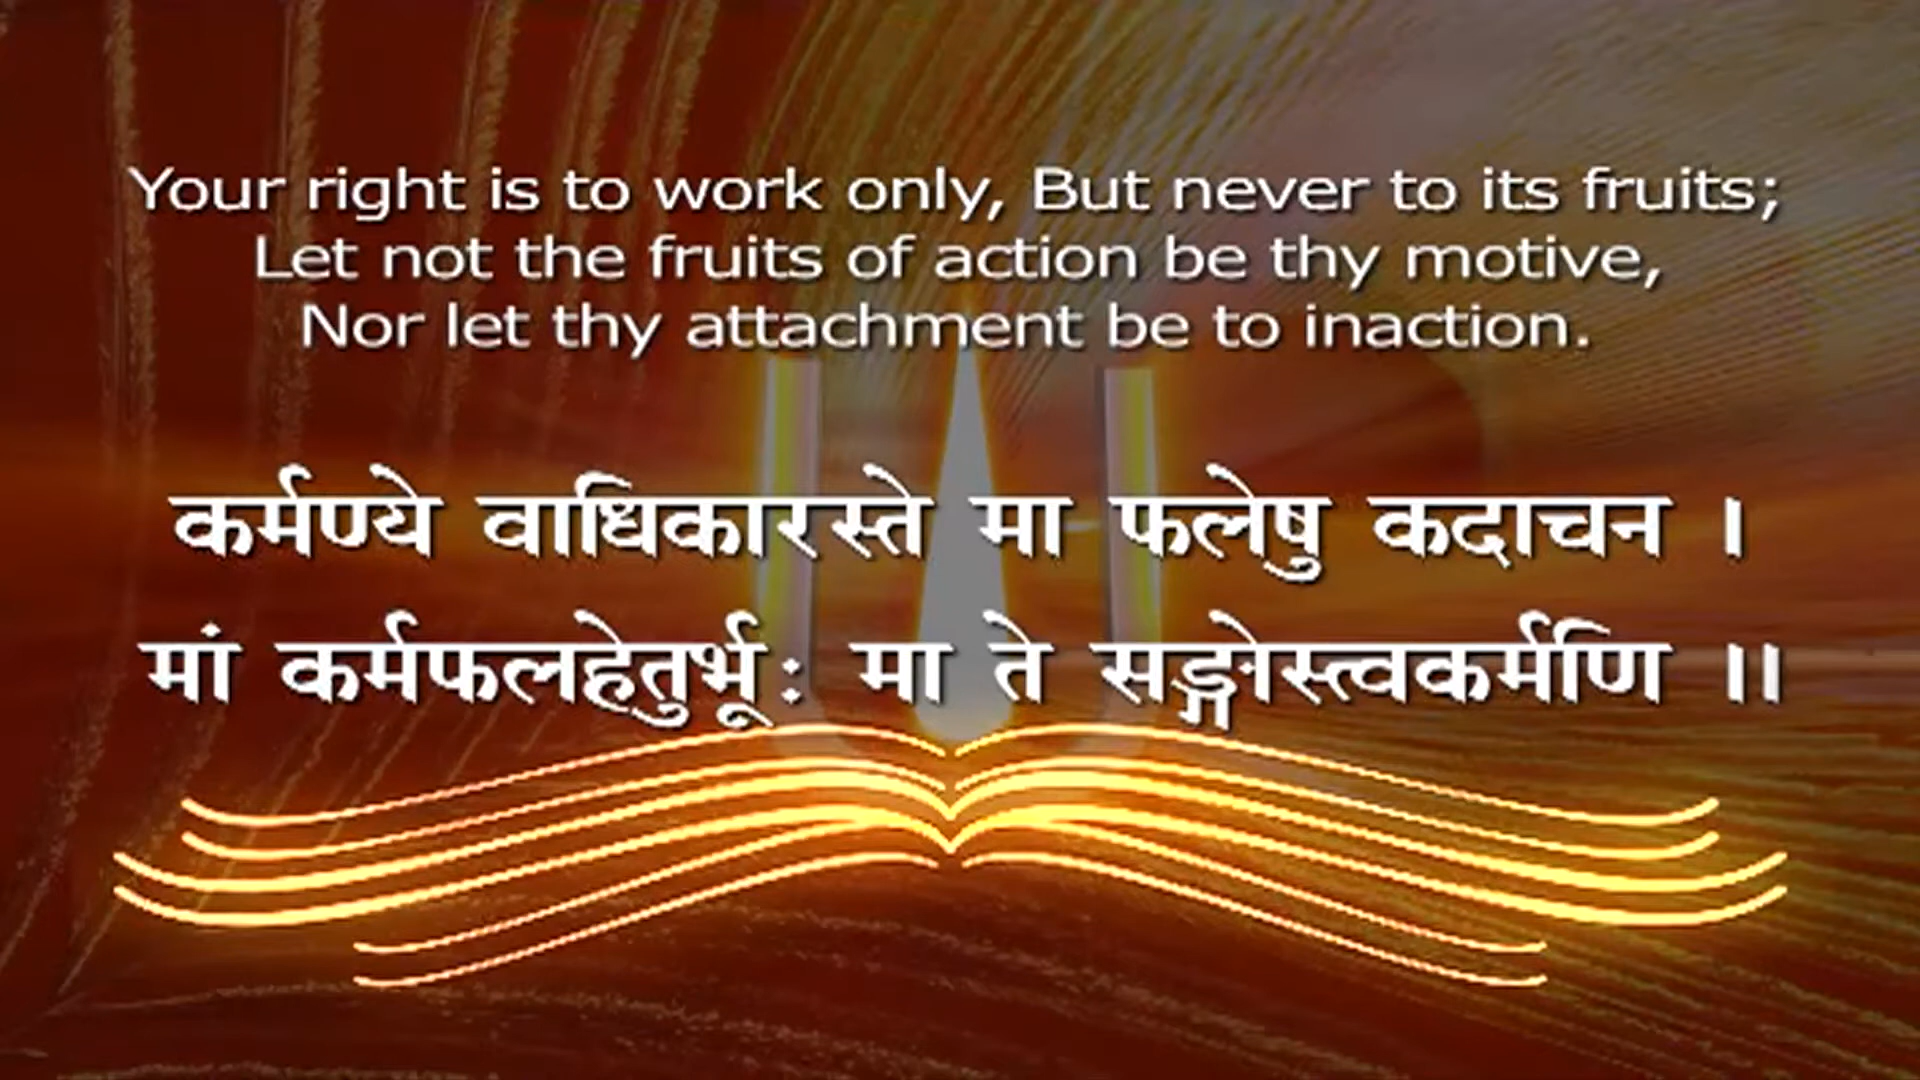 Your right is to work only, But never to its fruits;
Let not the fruits of action be thy motive,
Nor let thy attachment be to inaction.
कर्मण्ये वाधिकारस्ते मा फलेषु कदाचन ।
मां कर्मफलहेतुर्भूः मा ते सङ्गोस्त्वकर्मणि ।।